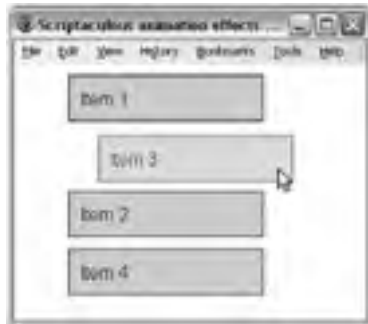 Scriptaculous animation effects ...
File Edit View History Bookmarks Tools Help
Item 1
Item 3
Item 2
Item 4